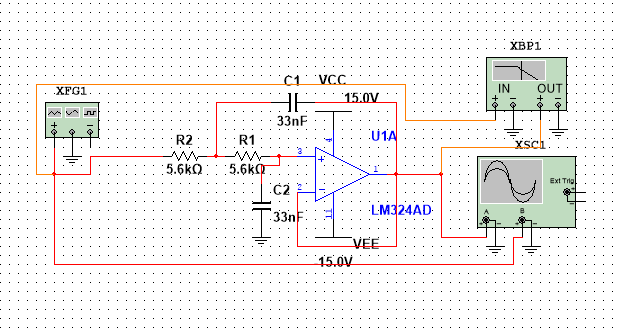 XBP1
IN OUT
XFG1
C1 VCC
15.0V
33nF
U1A
XSC1
R2 R1
5.6kΩ 5.6kΩ
3
4
1
2
11
Ext Trig
C2
33nF
LM324AD
A B
VEE
15.0V